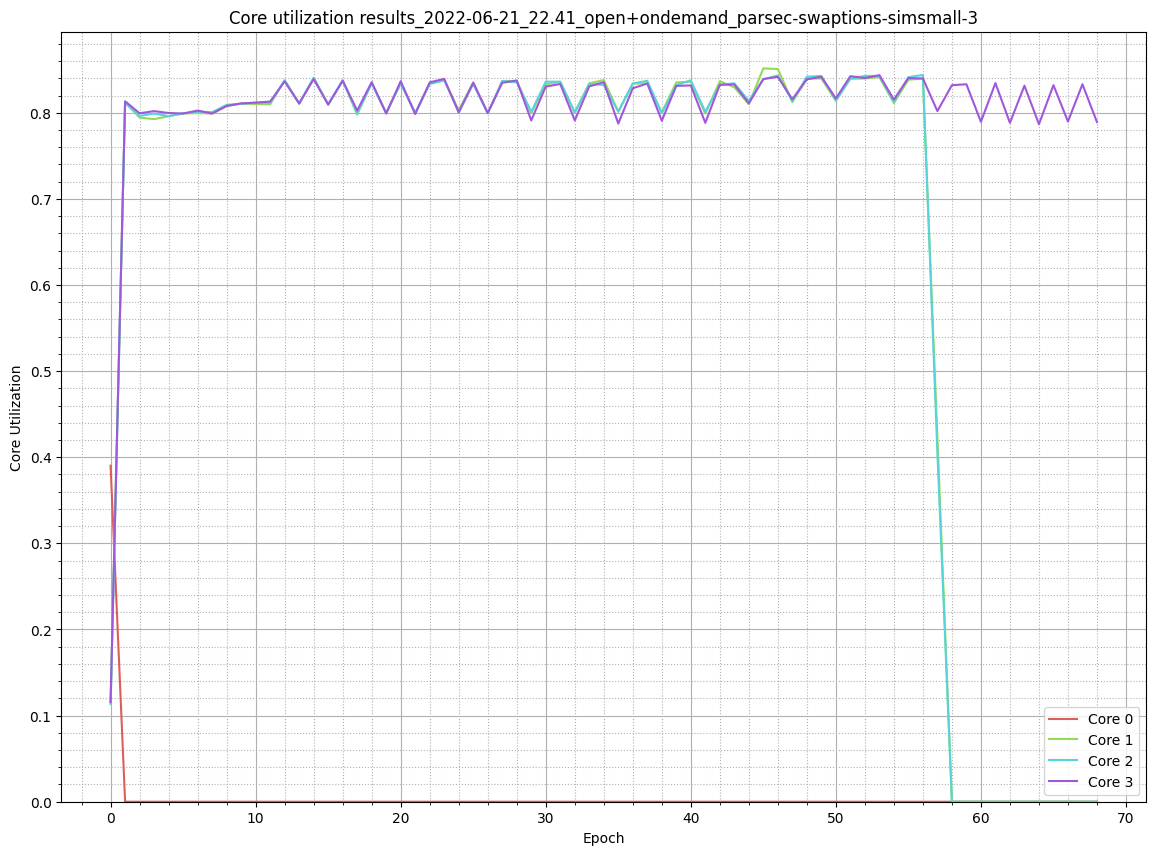 Core utilization results_2022-06-21_22.41_open+ondemand_parsec-swaptions-simsmall-3
Core Utilization
0.8
0.7
0.6
0.5
0.4
0.3
0.2
0.1
0.0
Core 0
Core 1
Core 2
Core 3
0 10 20 30 40 50 60 70
Epoch